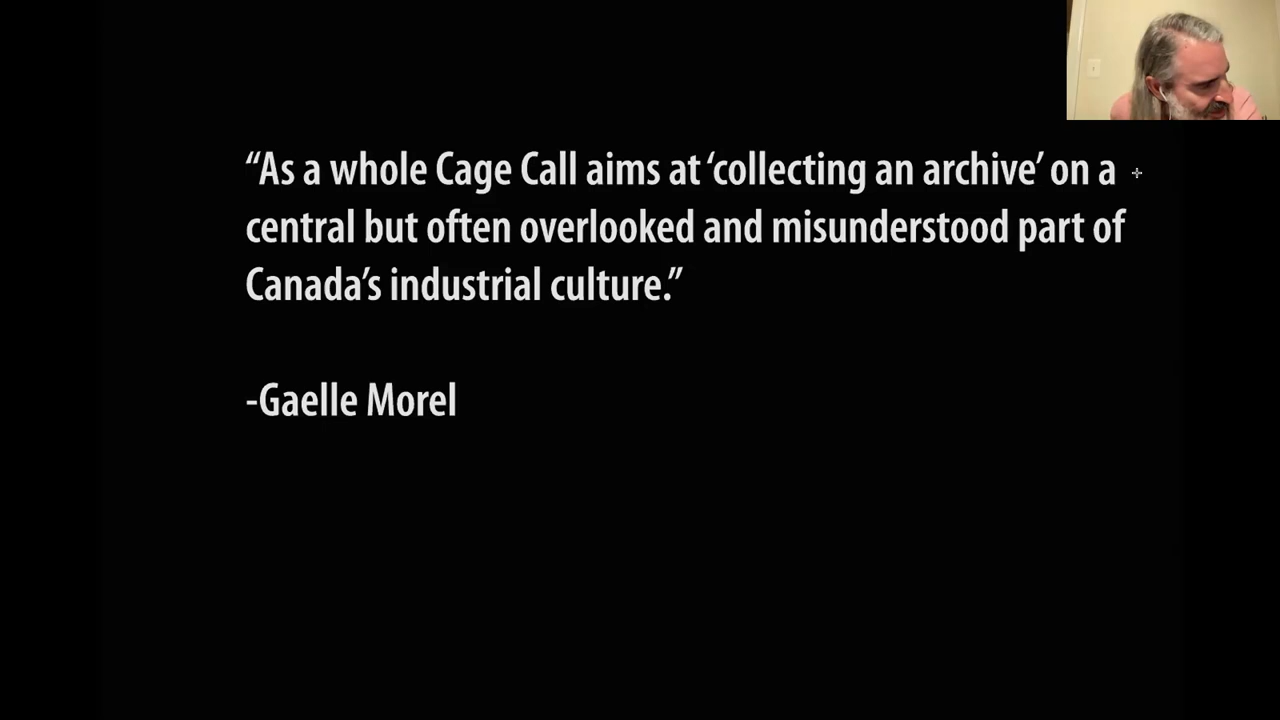 “As a whole Cage Call aims at ‘collecting an archive’ on a
central but often overlooked and misunderstood part of
Canada’s industrial culture.”
-Gaelle Morel